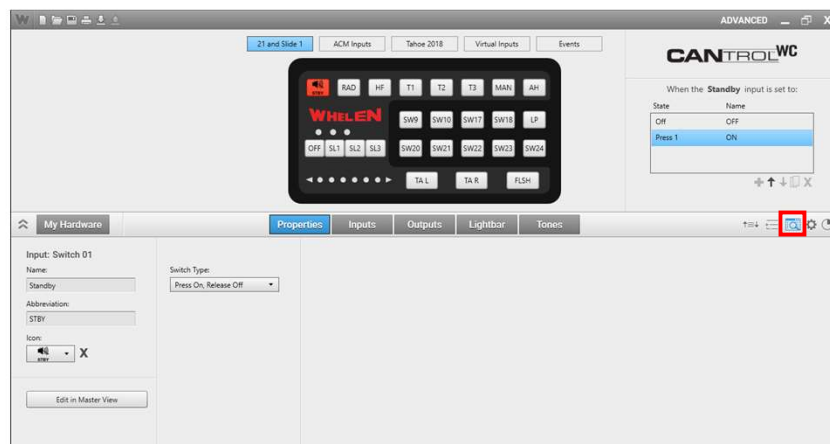 W ADVANCED _ X
21 and Slide 1 ACM Inputs Tahoe 2018 Virtual Inputs Events
CANTROL WC
When the Standby input is set to:
State Name
Off OFF
Press 1 ON
STBY RAD HF T1 T2 T3 MAN AH
WHELEN
SW9 SW10 SW17 SW18 LP
OFF SL1 SL2 SL3 SW20 SW21 SW22 SW23 SW24
TA L TA R FLSH
X
My Hardware Properties Inputs Outputs Lightbar Tones
Input: Switch 01
Name:
Standby
Switch Type:
Press On, Release Off
Abbreviation:
STBY
Icon:
STBY X
Edit in Master View